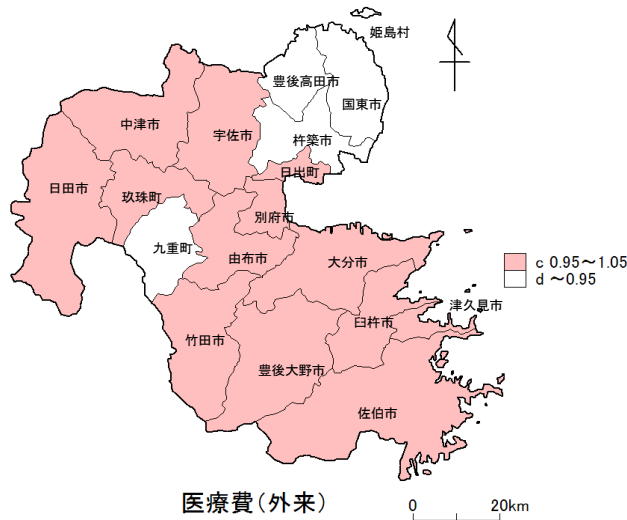 姫島村
豊後高田市
国東市
中津市
宇佐市
杵築市
日出町
日田市
玖珠町
別府市
九重町
由布市
大分市
c 0.95～1.05
d ～0.95
津久見市
臼杵市
竹田市
豊後大野市
佐伯市
医療費(外来)
0 20km